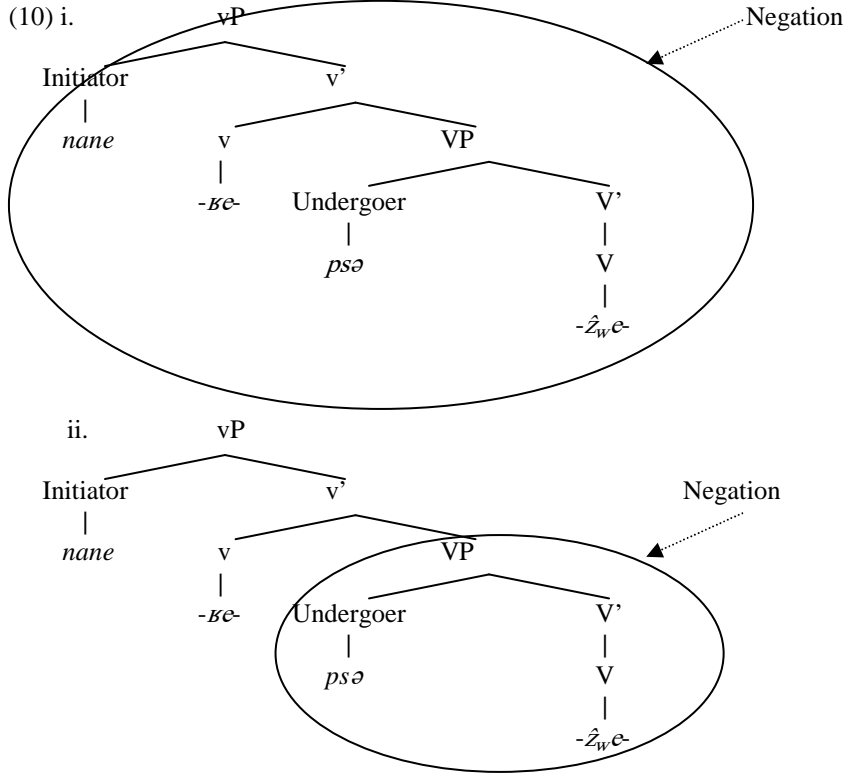 (10) i. vP Negation
Initiator v’
nane v VP
-ʁe- Undergoer V’
psə V
-ẑwe-
ii. vP
Initiator v’ Negation
nane v VP
-ʁe- Undergoer V’
psə V
-ẑwe-